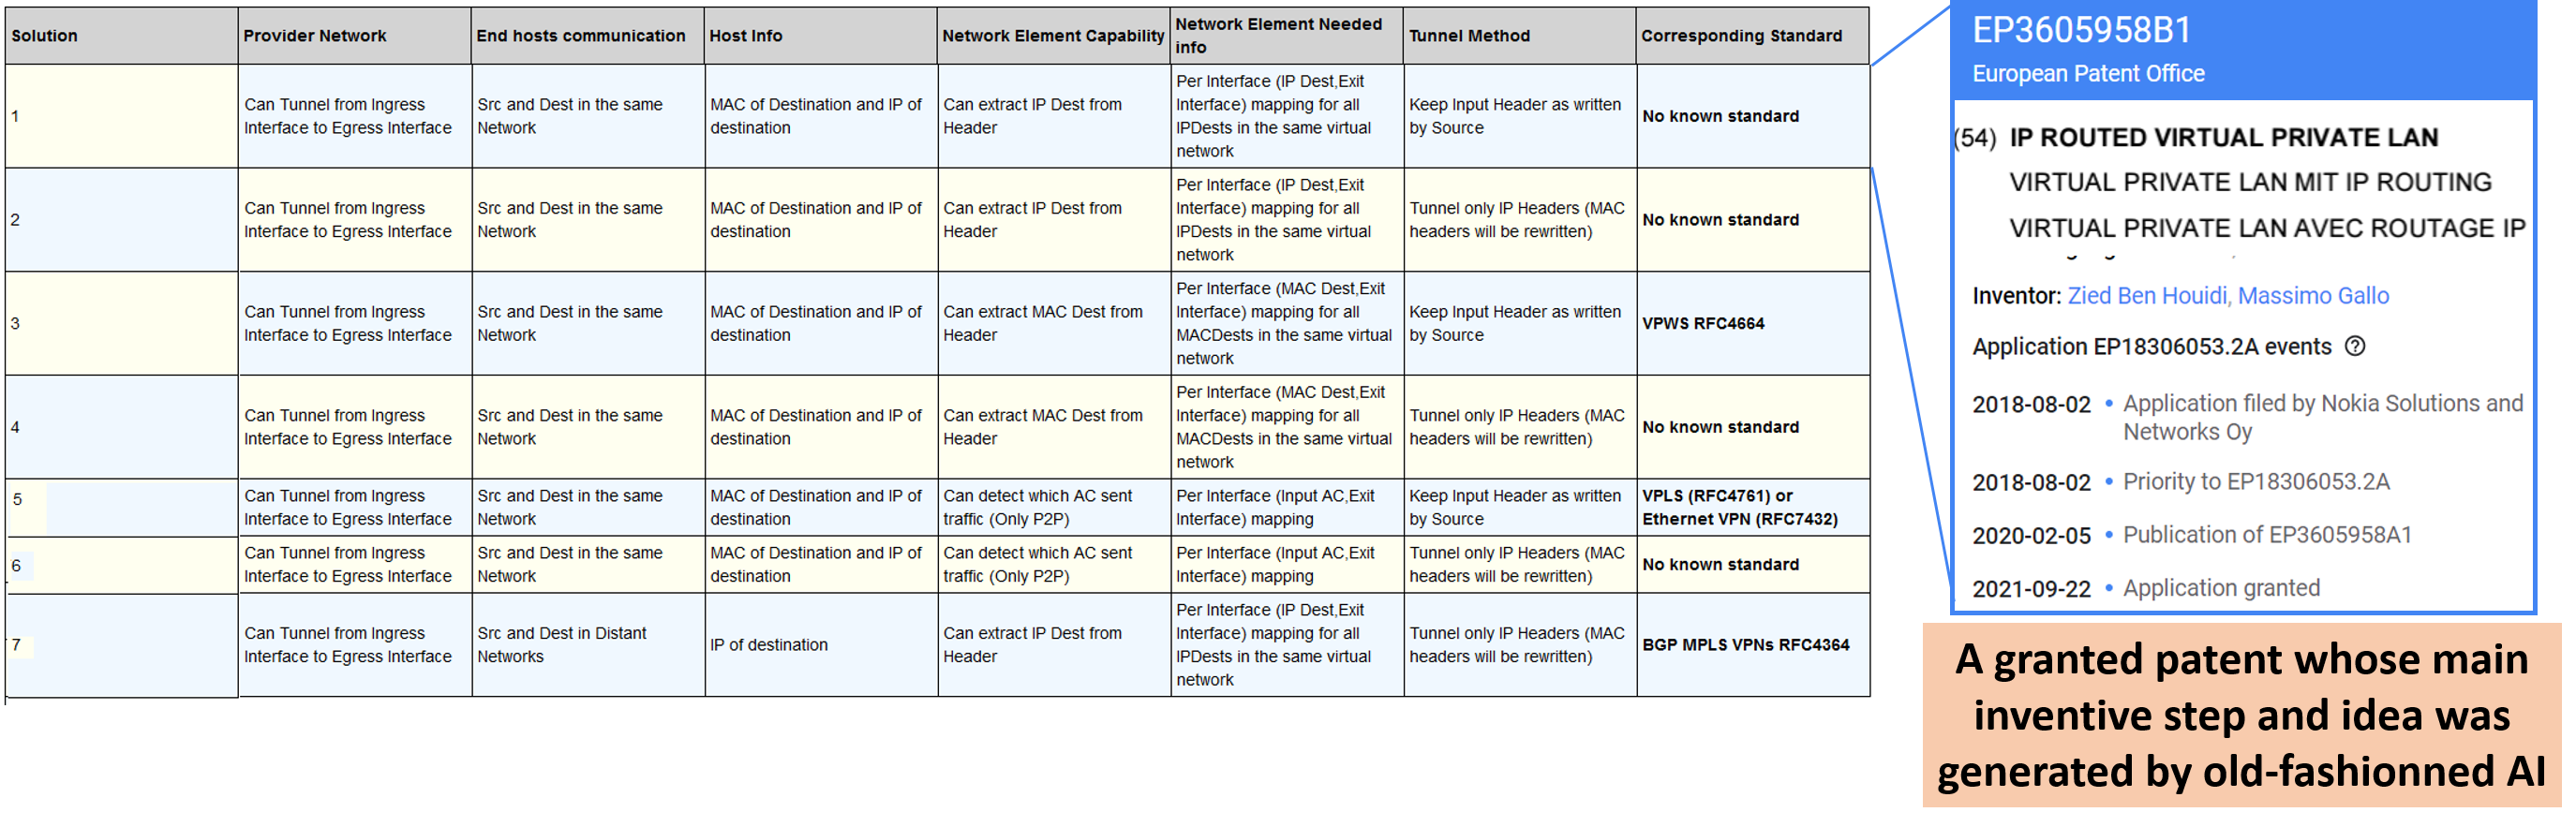 Solution Provider Network End hosts communication Host Info Network Element Capability Network Element Needed info Tunnel Method Corresponding Standard
1
Can Tunnel from Ingress
Interface to Egress Interface
Src and Dest in the same
Network
MAC of Destination and IP of
destination
Can extract IP Dest from
Header
Per Interface (IP Dest,Exit
Interface) mapping for all
IPDests in the same virtual
network
Keep Input Header as written
by Source
No known standard
2
Can Tunnel from Ingress
Interface to Egress Interface
Src and Dest in the same
Network
MAC of Destination and IP of
destination
Can extract IP Dest from
Header
Per Interface (IP Dest,Exit
Interface) mapping for all
IPDests in the same virtual
network
Tunnel only IP Headers (MAC
headers will be rewritten)
No known standard
3
Can Tunnel from Ingress
Interface to Egress Interface
Src and Dest in the same
Network
MAC of Destination and IP of
destination
Can extract MAC Dest from
Header
Per Interface (MAC Dest,Exit
Interface) mapping for all
MACDests in the same virtual
network
Keep Input Header as written
by Source
VPWS RFC4664
4
Can Tunnel from Ingress
Interface to Egress Interface
Src and Dest in the same
Network
MAC of Destination and IP of
destination
Can extract MAC Dest from
Header
Per Interface (MAC Dest,Exit
Interface) mapping for all
MACDests in the same virtual
network
Tunnel only IP Headers (MAC
headers will be rewritten)
No known standard
5
Can Tunnel from Ingress
Interface to Egress Interface
Src and Dest in the same
Network
MAC of Destination and IP of
destination
Can detect which AC sent
traffic (Only P2P)
Per Interface (Input AC,Exit
Interface) mapping
Keep Input Header as written
by Source
VPLS (RFC4761) or
Ethernet VPN (RFC7432)
6
Can Tunnel from Ingress
Interface to Egress Interface
Src and Dest in the same
Network
MAC of Destination and IP of
destination
Can detect which AC sent
traffic (Only P2P)
Per Interface (Input AC,Exit
Interface) mapping
Tunnel only IP Headers (MAC
headers will be rewritten)
No known standard
7
Can Tunnel from Ingress
Interface to Egress Interface
Src and Dest in Distant
Networks
IP of destination
Can extract IP Dest from
Header
Per Interface (IP Dest,Exit
Interface) mapping for all
IPDests in the same virtual
network
Tunnel only IP Headers (MAC
headers will be rewritten)
BGP MPLS VPNs RFC4364
EP3605958B1
European Patent Office
(54) IP ROUTED VIRTUAL PRIVATE LAN
VIRTUAL PRIVATE LAN MIT IP ROUTING
VIRTUAL PRIVATE LAN AVEC ROUTAGE IP
Inventor: Zied Ben Houidi, Massimo Gallo
Application EP18306053.2A events ?
2018-08-02 • Application filed by Nokia Solutions and
Networks Oy
2018-08-02 • Priority to EP18306053.2A
2020-02-05 • Publication of EP3605958A1
2021-09-22 • Application granted
A granted patent whose main
inventive step and idea was
generated by old-fashionned AI